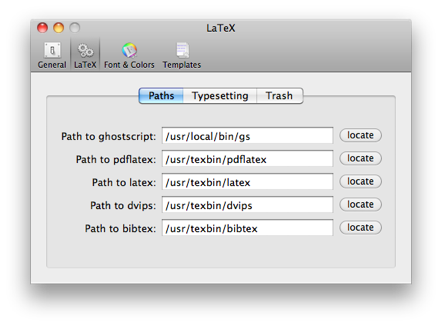 LaTeX
General LaTeX Font & Colors Templates
Paths Typesetting Trash
Path to ghostscript: /usr/local/bin/gs locate
Path to pdflatex: /usr/texbin/pdflatex locate
Path to latex: /usr/texbin/latex locate
Path to dvips: /usr/texbin/dvips locate
Path to bibtex: /usr/texbin/bibtex locate